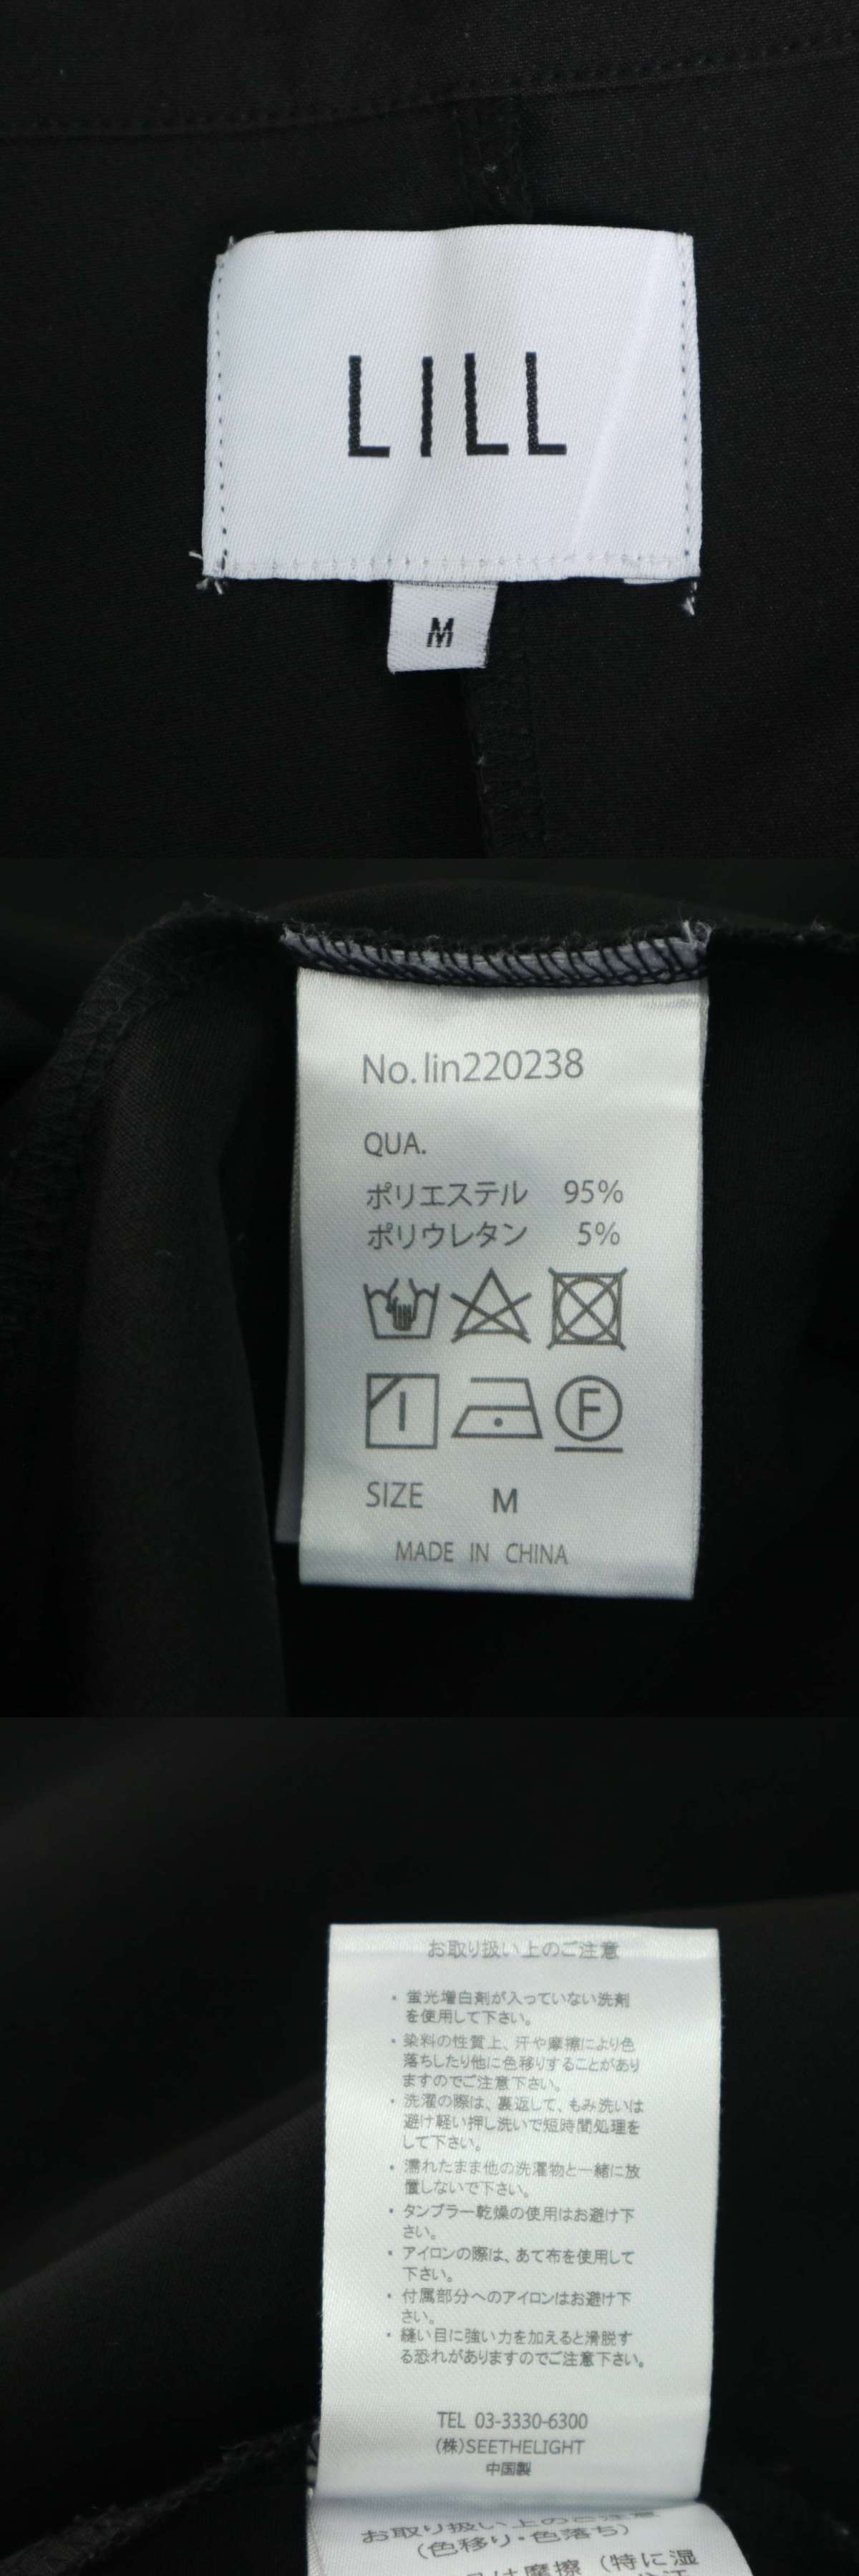 LILL
M
No. lin220238
QUA.
ポリエステル 95%
ポリウレタン 5%
F
SIZE M
MADE IN CHINA
お取り扱い上のご注意
・蛍光増白剤が入っていない洗剤
を使用して下さい。
・染料の性質上、汗や摩擦により色
落ちしたり他に色移りすることがあり
ますのでご注意下さい。
・洗濯の際は、裏返して、もみ洗いは
避け軽い押し洗いで短時間処理を
して下さい。
・濡れたまま他の洗濯物と一緒に放
置しないで下さい。
・タンブラー乾燥の使用はお避け下
さい。
・アイロンの際は、あて布を使用して
下さい。
・付属部分へのアイロンはお避け下
さい。
・縫い目に強い力を加えると滑脱す
る恐れがありますのでご注意下さい。
TEL 03-3330-6300
(株)SEETHELIGHT
中国製
お取り扱い上のご注意
(色移り・色落ち)
は摩擦(特に湿